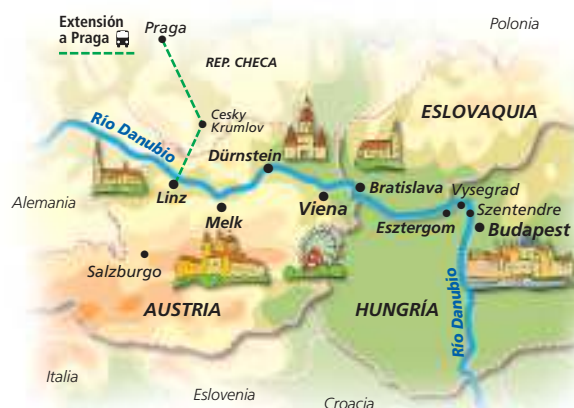 Extensión
a Praga
Praga
Polonia
REP. CHECA
ESLOVAQUIA
Cesky
Krumlov
Río Danubio
Dürnstein
Linz
Bratislava
Vysegrad
Alemania
Melk
Viena
Esztergom
Szentendre
Budapest
Salzburgo
AUSTRIA
HUNGRÍA
Río Danubio
Italia
Eslovenia
Croacia